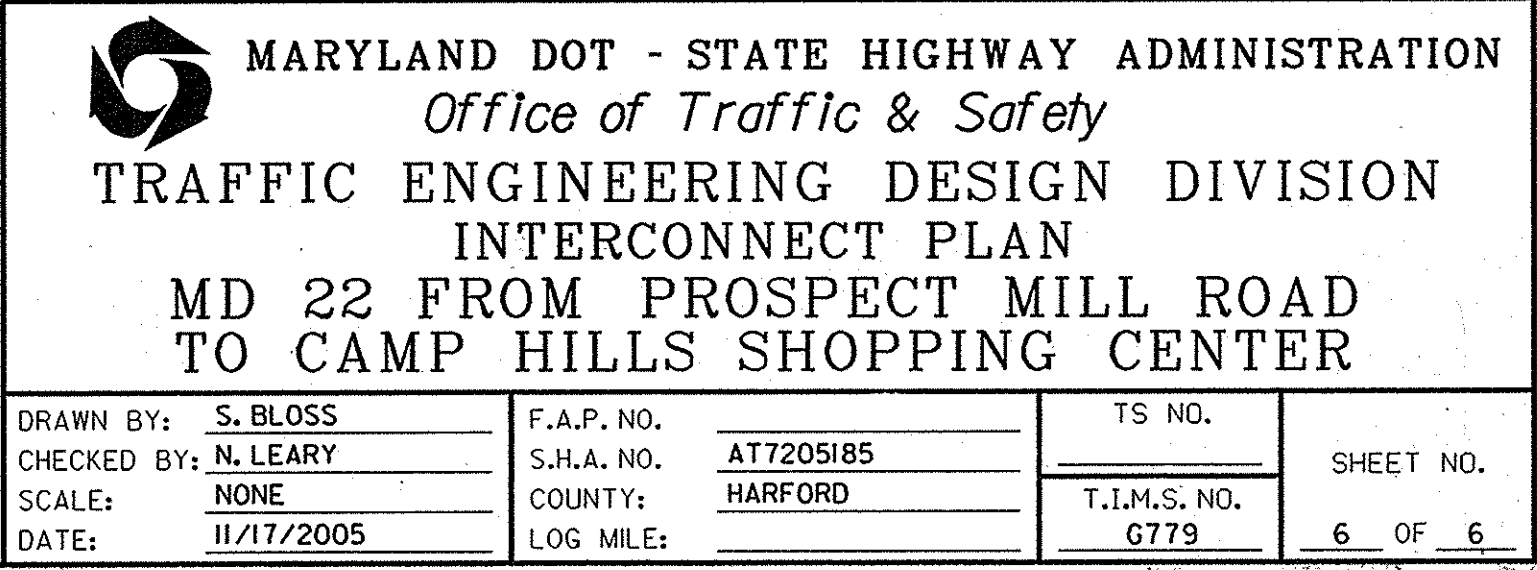 MARYLAND DOT - STATE HIGHWAY ADMINISTRATION
Office of Traffic & Safety
TRAFFIC ENGINEERING DESIGN DIVISION
INTERCONNECT PLAN
MD 22 FROM PROSPECT MILL ROAD
TO CAMP HILLS SHOPPING CENTER
DRAWN BY: S. BLOSS
CHECKED BY: N. LEARY
SCALE: NONE
DATE: 11/17/2005
F.A.P. NO.
S.H.A. NO. AT7205185
COUNTY: HARFORD
LOG MILE:
TS NO.
T.I.M.S. NO.
G779
SHEET NO.
6 OF 6